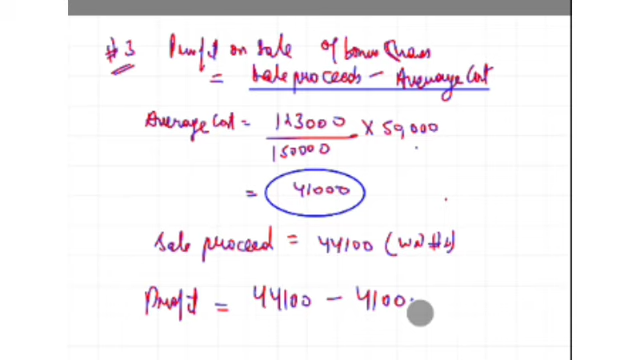 #3 Profit on Sale of bonus Shares
= Sale proceeds - Average Cost
Average Cost = 123000 / 150000 × 50,000
= 41000
Sale proceed = 44100 (WN #2)
Profit = 44100 - 4100